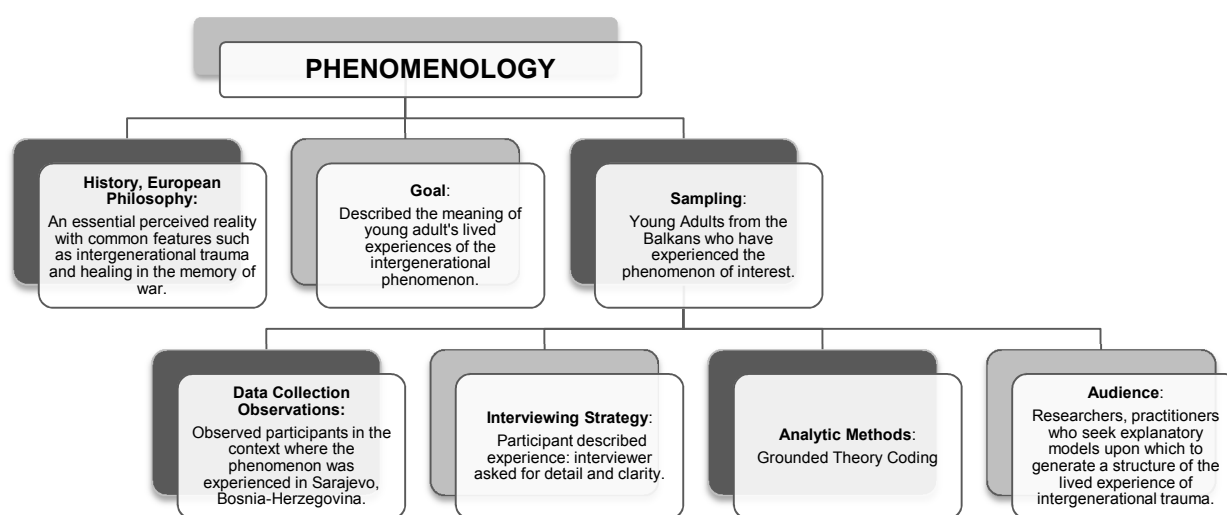 PHENOMENOLOGY
History, European
Philosophy:
An essential perceived reality
with common features such
as intergenerational trauma
and healing in the memory of
war.
Goal:
Described the meaning of
young adult's lived
experiences of the
intergenerational
phenomenon.
Sampling:
Young Adults from the
Balkans who have
experienced the
phenomenon of interest.
Data Collection
Observations:
Observed participants in the
context where the
phenomenon was
experienced in Sarajevo,
Bosnia-Herzegovina.
Interviewing Strategy:
Participant described
experience: interviewer
asked for detail and clarity.
Analytic Methods:
Grounded Theory Coding
Audience:
Researchers, practitioners
who seek explanatory
models upon which to
generate a structure of the
lived experience of
intergenerational trauma.